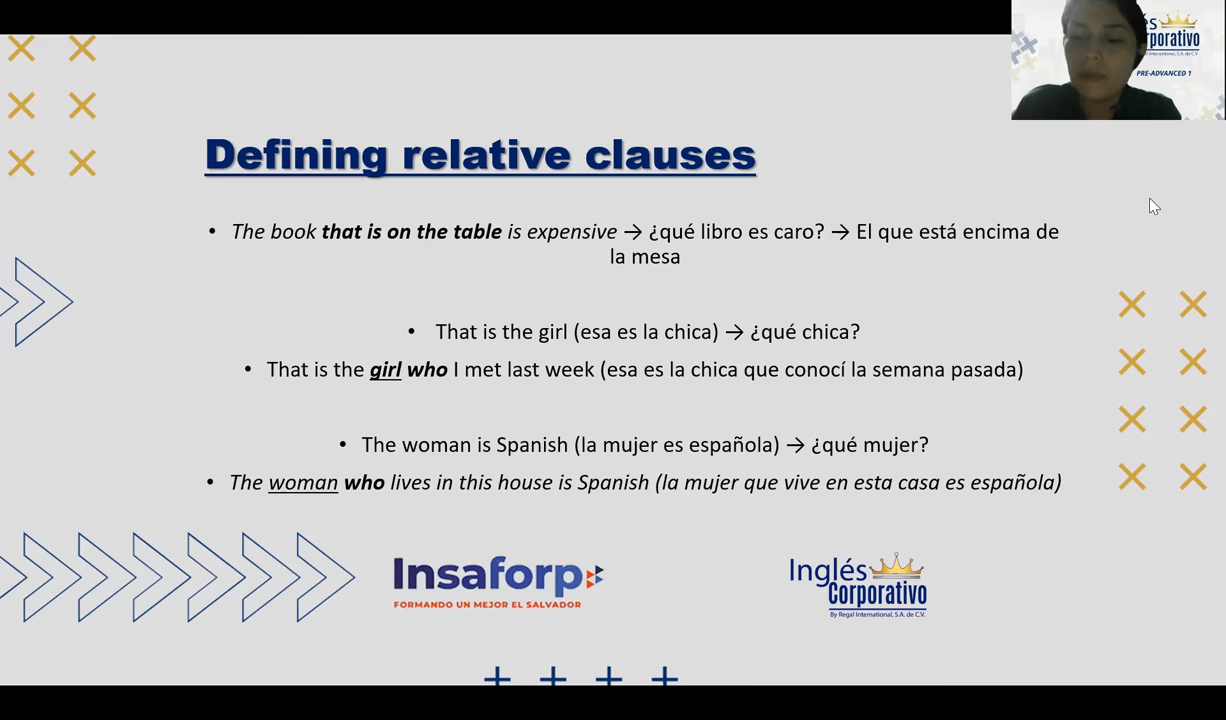 és
rporativo
PRE-ADVANCED 1
Defining relative clauses
• The book that is on the table is expensive → ¿qué libro es caro? → El que está encima de
la mesa
• That is the girl (esa es la chica) → ¿qué chica?
• That is the girl who I met last week (esa es la chica que conocí la semana pasada)
• The woman is Spanish (la mujer es española) → ¿qué mujer?
• The woman who lives in this house is Spanish (la mujer que vive en esta casa es española)
Insaforp
FORMANDO UN MEJOR EL SALVADOR
Inglés
Corporativo
By Regal International, S.A. de C.V.